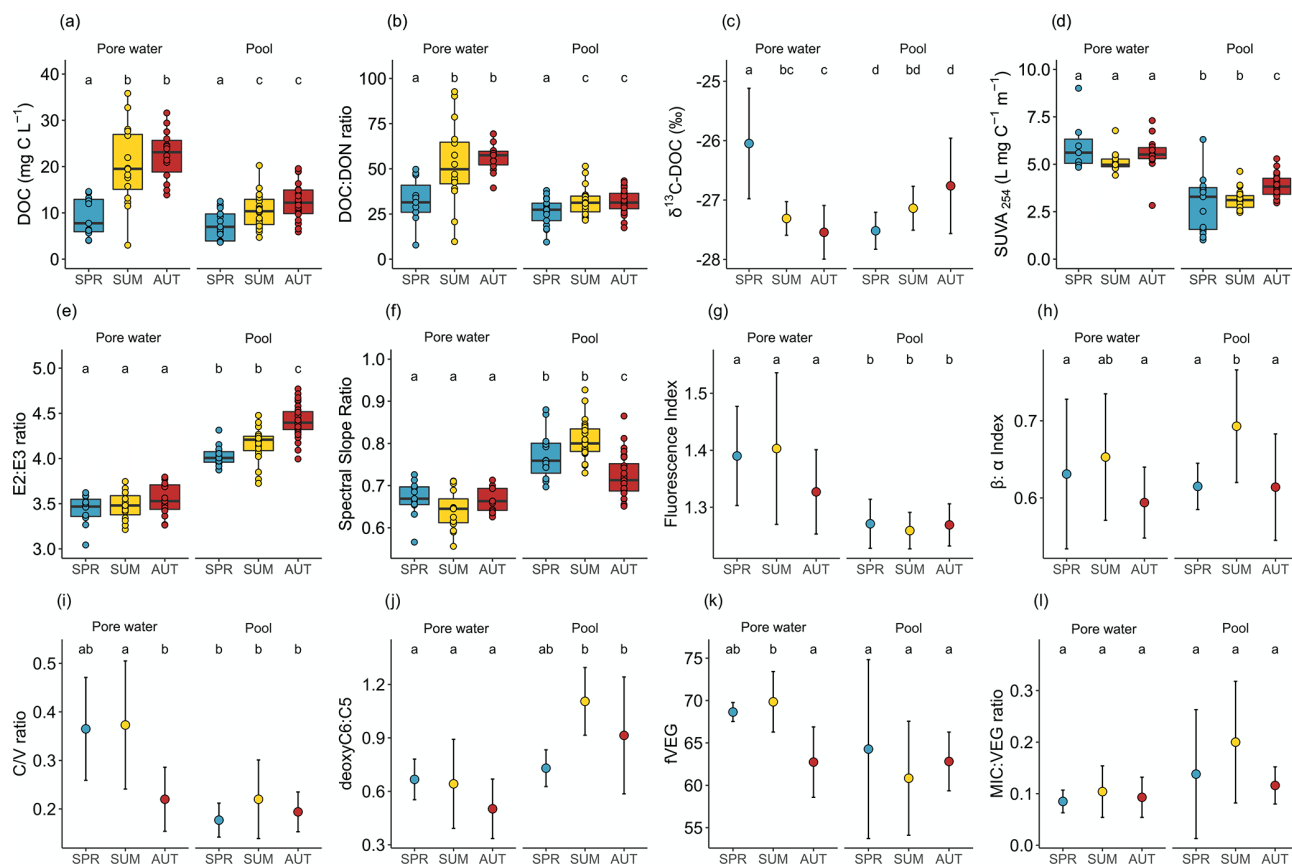 (a)
Pore water Pool
a b b a c c
DOC (mg C L⁻¹)
40
30
20
10
0
SPR SUM AUT SPR SUM AUT
(b)
Pore water Pool
a b b a c c
DOC:DON ratio
100
75
50
25
0
SPR SUM AUT SPR SUM AUT
(c)
Pore water Pool
a bc c d bd d
δ¹³C-DOC (‰)
-25
-26
-27
-28
SPR SUM AUT SPR SUM AUT
(d)
Pore water Pool
a a a b b c
SUVA ₂₅₄ (L mg C⁻¹ m⁻¹)
10.0
7.5
5.0
2.5
0.0
SPR SUM AUT SPR SUM AUT
(e)
Pore water Pool
a a a b b c
E2:E3 ratio
5.0
4.5
4.0
3.5
3.0
SPR SUM AUT SPR SUM AUT
(f)
Pore water Pool
a a a b b c
Spectral Slope Ratio
1.0
0.9
0.8
0.7
0.6
SPR SUM AUT SPR SUM AUT
(g)
Pore water Pool
a a a b b b
Fluorescence Index
1.5
1.4
1.3
SPR SUM AUT SPR SUM AUT
(h)
Pore water Pool
a ab a a b a
β: α Index
0.7
0.6
SPR SUM AUT SPR SUM AUT
(i)
Pore water Pool
ab a b b b b
C/V ratio
0.5
0.4
0.3
0.2
SPR SUM AUT SPR SUM AUT
(j)
Pore water Pool
a a a ab b b
deoxyC6:C5
1.2
0.9
0.6
0.3
SPR SUM AUT SPR SUM AUT
(k)
Pore water Pool
ab b a a a a
fVEG
75
70
65
60
55
SPR SUM AUT SPR SUM AUT
(l)
Pore water Pool
a a a a a a
MIC:VEG ratio
0.3
0.2
0.1
0.0
SPR SUM AUT SPR SUM AUT